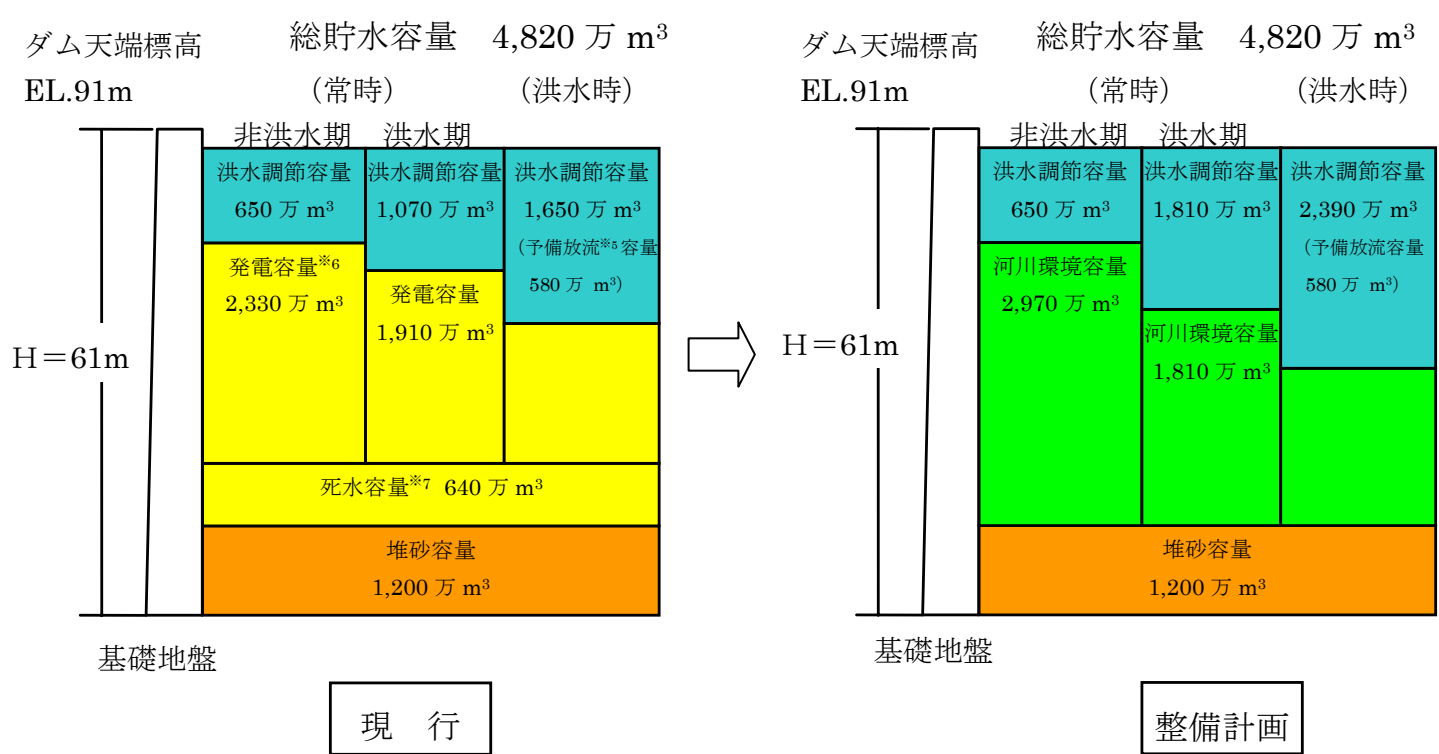 ダム天端標高
総貯水容量 4,820 万 m³
EL.91m
(常時)
(洪水時)
非洪水期
洪水期
洪水調節容量
650 万 m³
洪水調節容量
1,070 万 m³
洪水調節容量
1,650 万 m³
(予備放流※5容量
580 万 m³)
発電容量※6
2,330 万 m³
発電容量
1,910 万 m³
H=61m
死水容量※7 640 万 m³
堆砂容量
1,200 万 m³
基礎地盤
現 行
ダム天端標高
総貯水容量 4,820 万 m³
EL.91m
(常時)
(洪水時)
非洪水期
洪水期
洪水調節容量
650 万 m³
洪水調節容量
1,810 万 m³
洪水調節容量
2,390 万 m³
(予備放流容量
580 万 m³)
河川環境容量
2,970 万 m³
河川環境容量
1,810 万 m³
H=61m
堆砂容量
1,200 万 m³
基礎地盤
整備計画